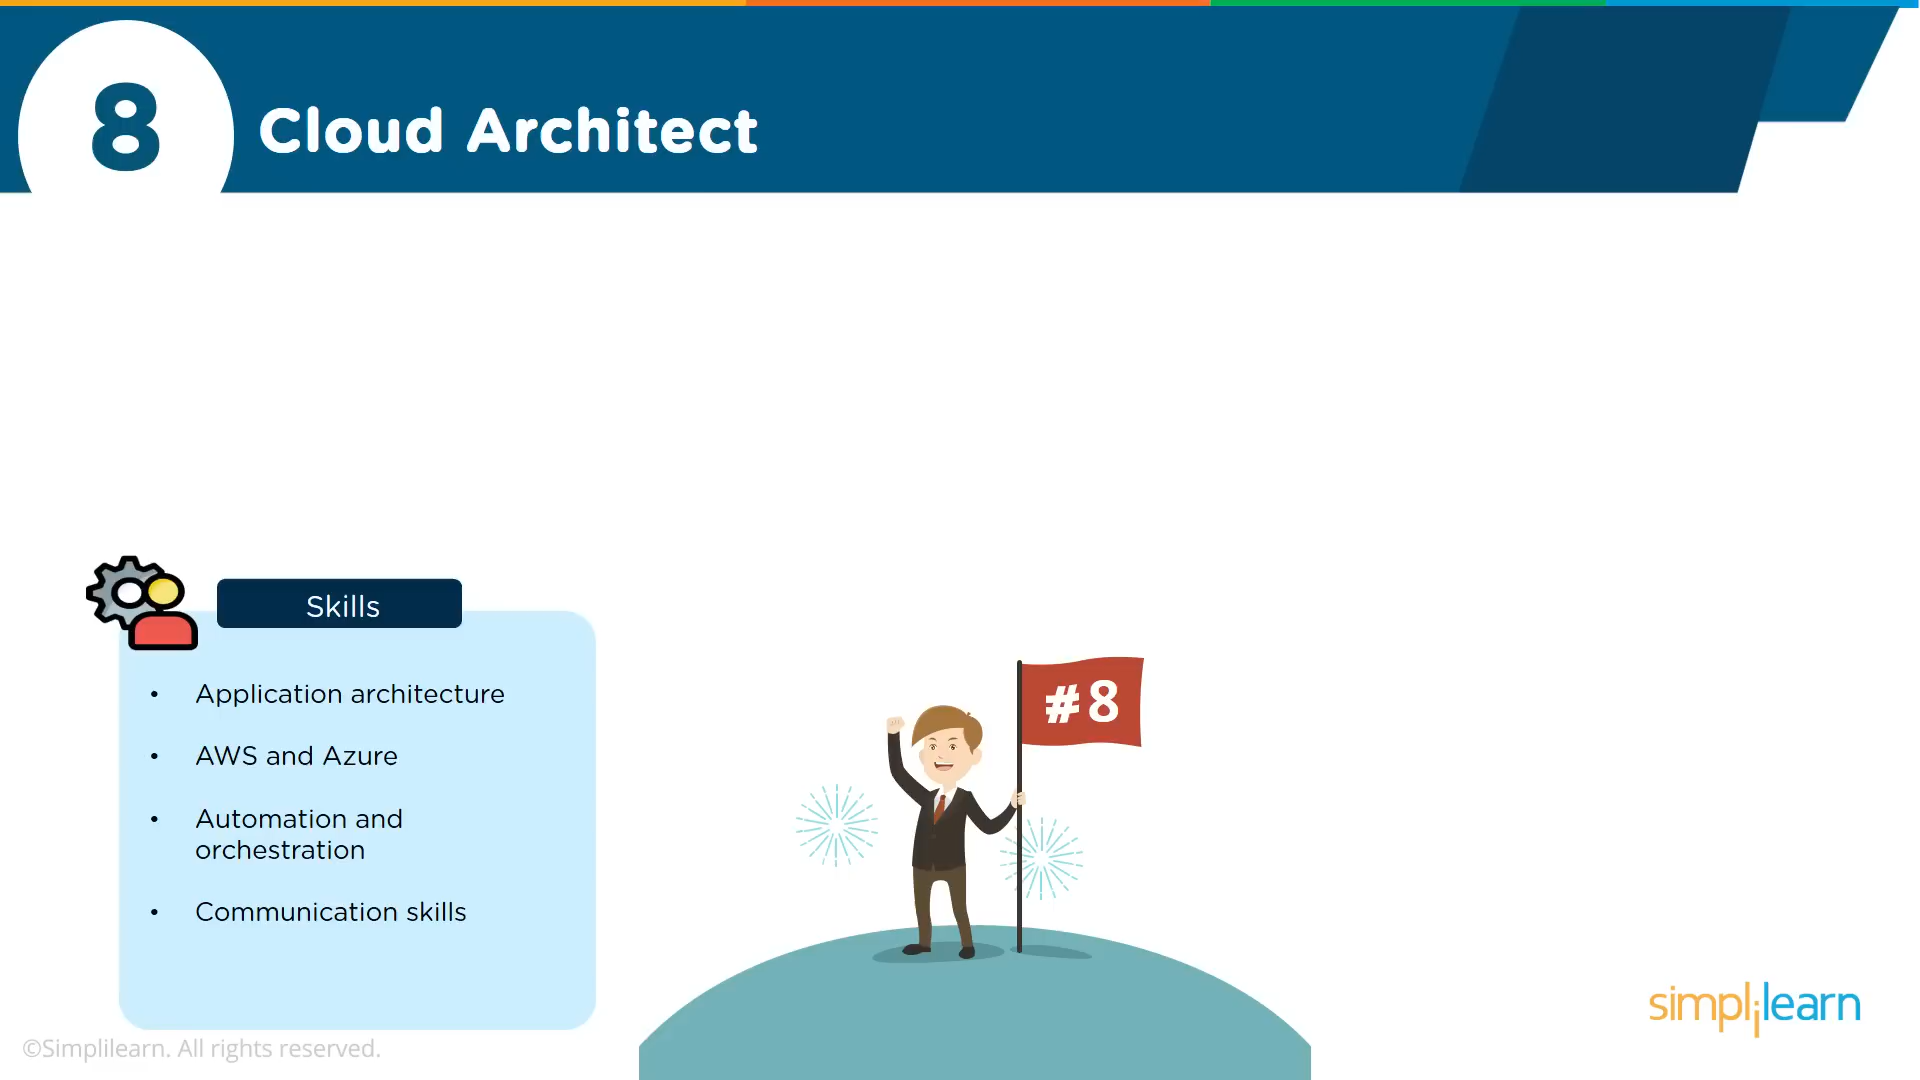 8
Cloud Architect
Skills
• Application architecture
• AWS and Azure
• Automation and
orchestration
• Communication skills
#8
simplilearn
©Simplilearn. All rights reserved.